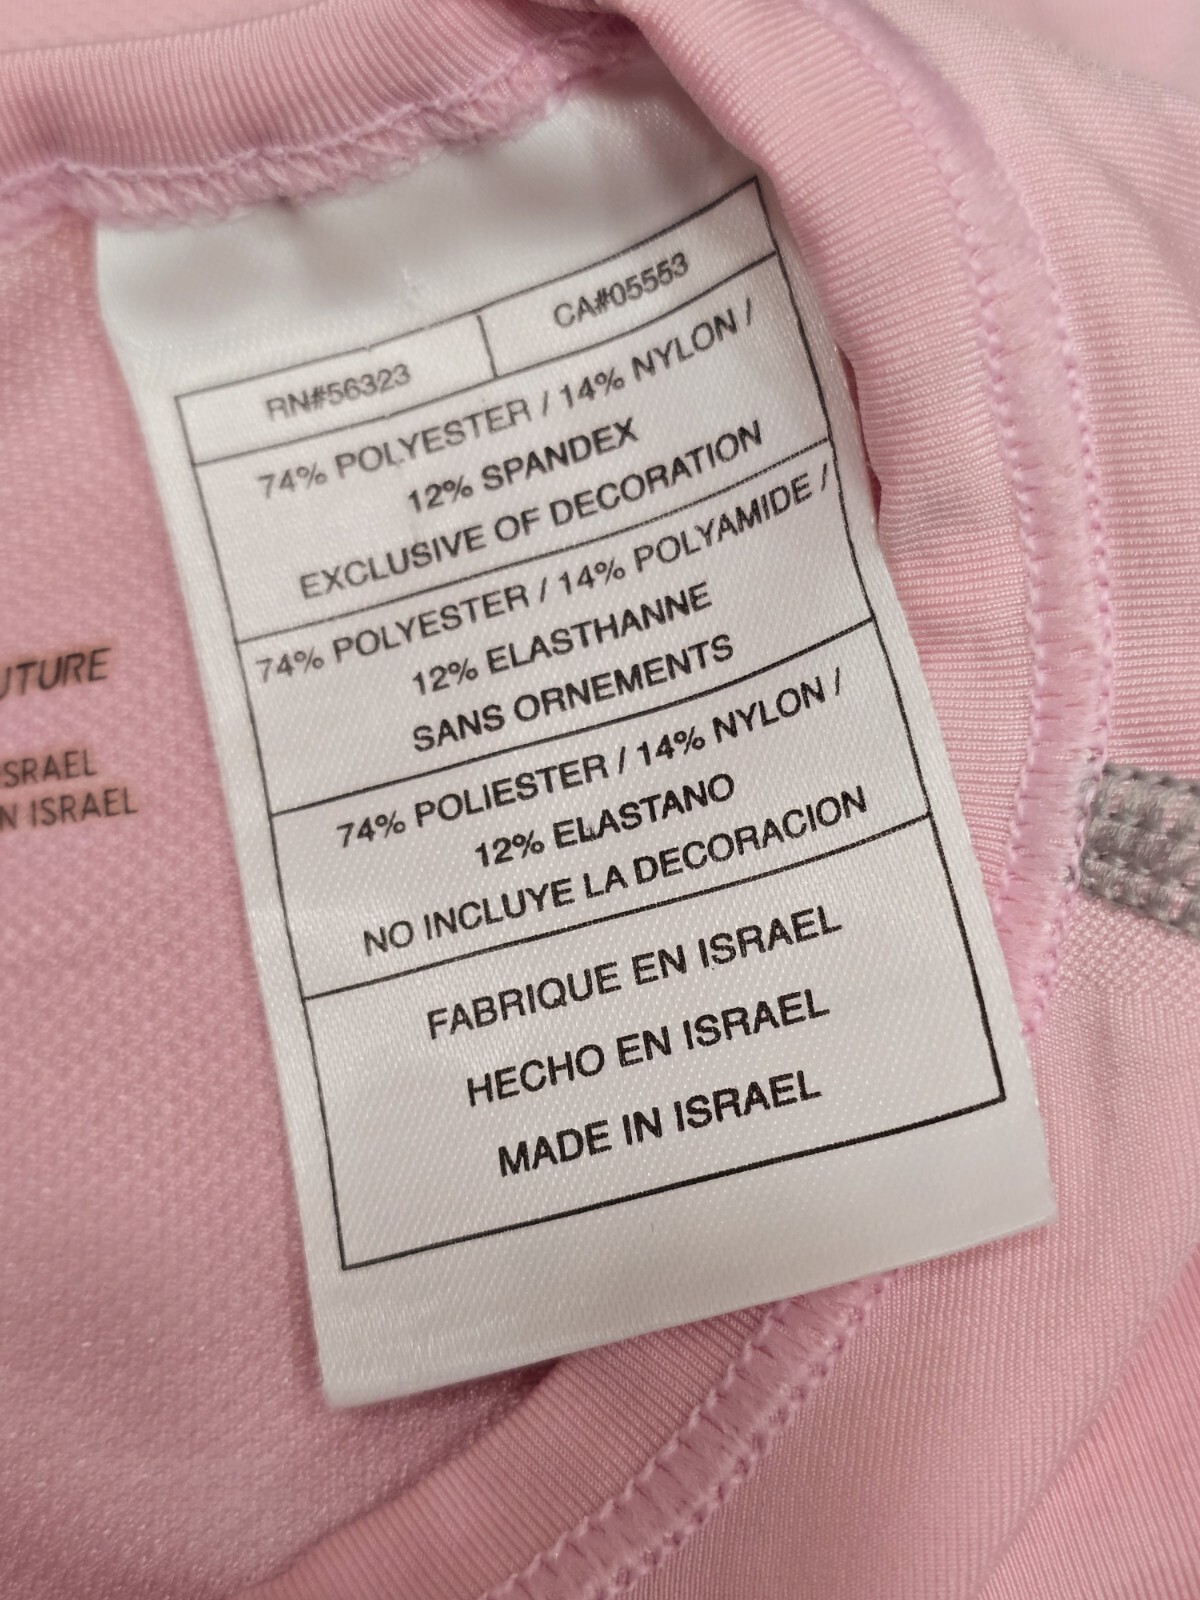 RN#56323
CA#05553
74% POLYESTER / 14% NYLON /
12% SPANDEX
EXCLUSIVE OF DECORATION
74% POLYESTER / 14% POLYAMIDE /
12% ELASTHANNE
SANS ORNEMENTS
74% POLIESTER / 14% NYLON /
12% ELASTANO
NO INCLUYE LA DECORACION
FABRIQUE EN ISRAEL
HECHO EN ISRAEL
MADE IN ISRAEL
UTURE
SRAEL
N ISRAEL